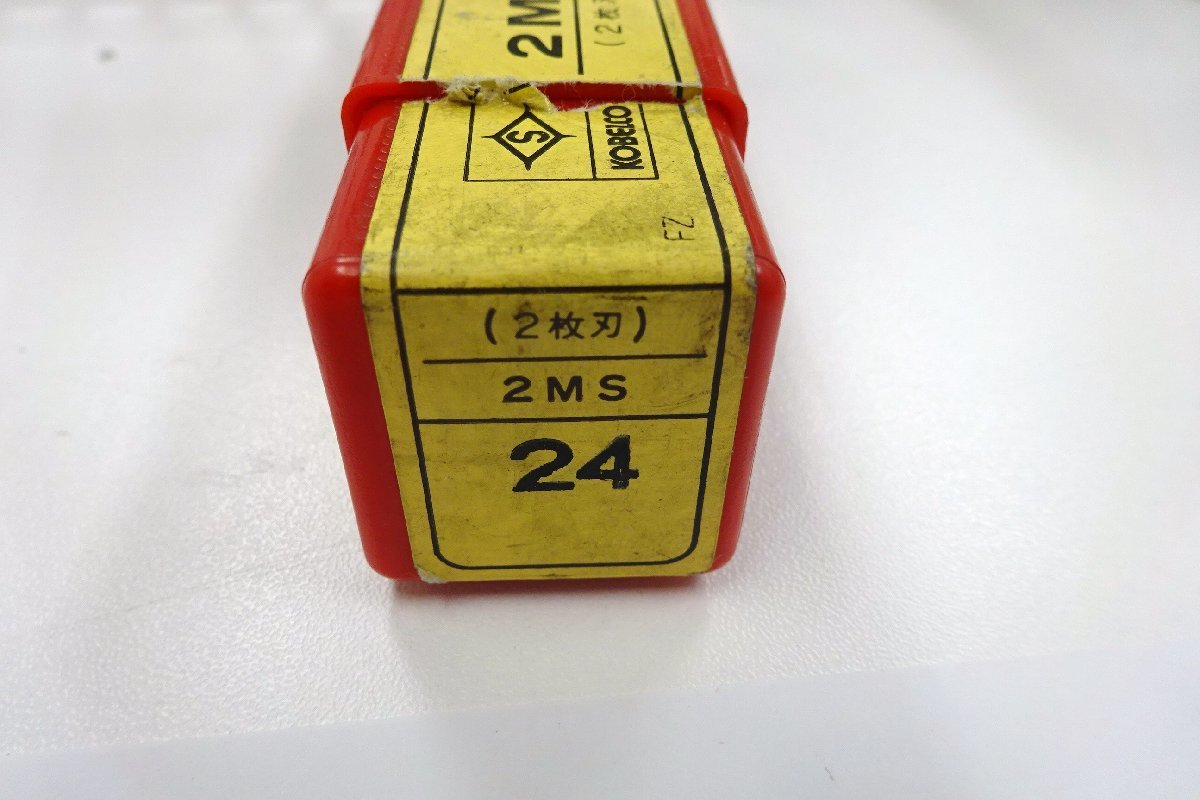 2M
(2枚
S
KOBELCO
FZ
(2枚刃)
2MS
24